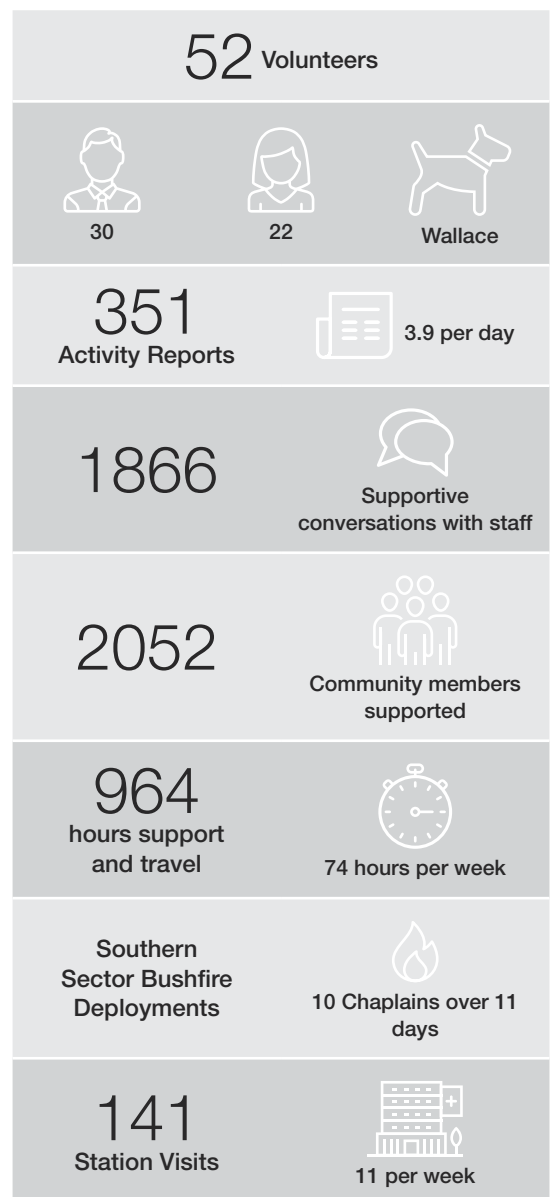 52 Volunteers
30
22
Wallace
351
Activity Reports
3.9 per day
1866
Supportive
conversations with staff
2052
Community members
supported
964
hours support
and travel
74 hours per week
Southern
Sector Bushfire
Deployments
10 Chaplains over 11
days
141
Station Visits
11 per week